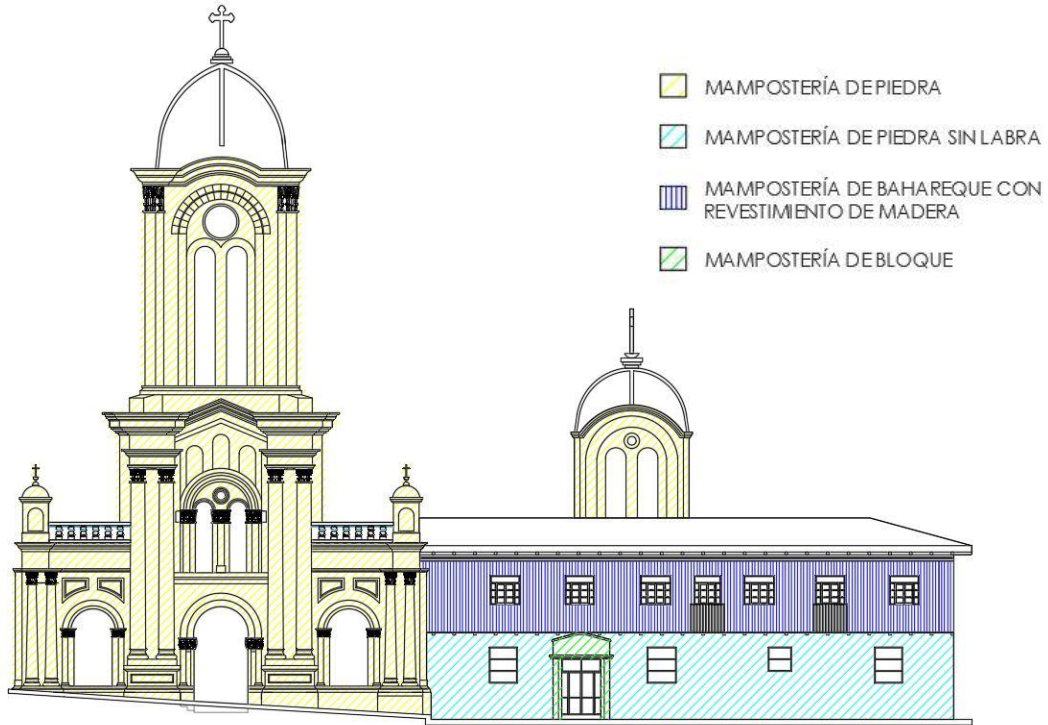 MAMPOSTERÍA DE PIEDRA
MAMPOSTERÍA DE PIEDRA SIN LABRA
MAMPOSTERÍA DE BAHAREQUE CON
REVESTIMIENTO DE MADERA
MAMPOSTERÍA DE BLOQUE